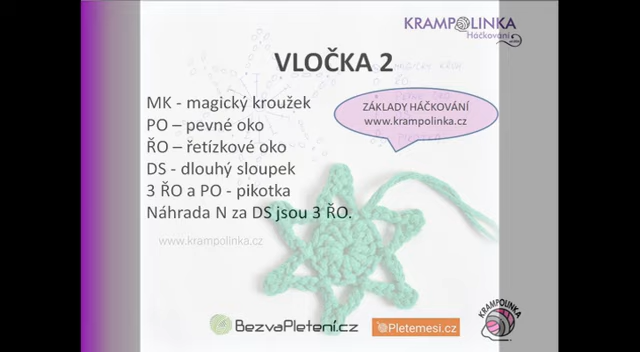 KRAMPOLINKA
Háčkování
VLOČKA 2
MK - magický kroužek
PO – pevné oko
ŘO – řetízkové oko
DS - dlouhý sloupek
3 ŘO a PO - pikotka
Náhrada N za DS jsou 3 ŘO.
ZÁKLADY HÁČKOVÁNÍ
www.krampolinka.cz
www.krampolinka.cz
BezvaPletení.cz
Pletemesi.cz
KRAMPOLINKA